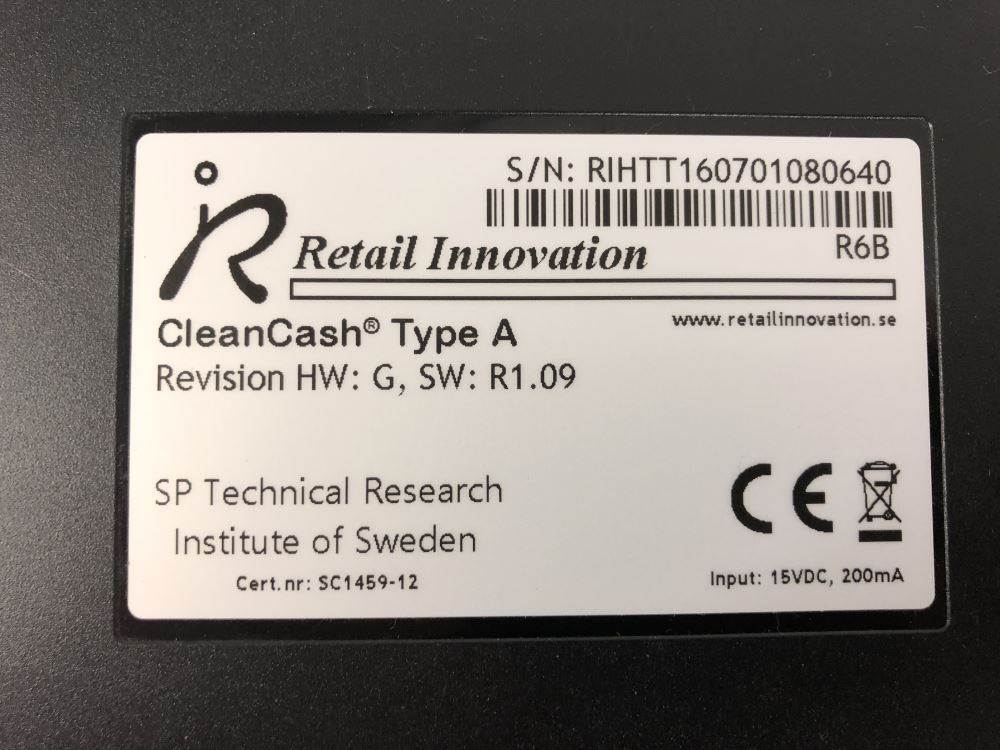 S/N: RIHTT160701080640
R6B
Retail Innovation
www.retailinnovation.se
CleanCash® Type A
Revision HW: G, SW: R1.09
SP Technical Research
Institute of Sweden
Cert.nr: SC1459-12
CE
Input: 15VDC, 200mA